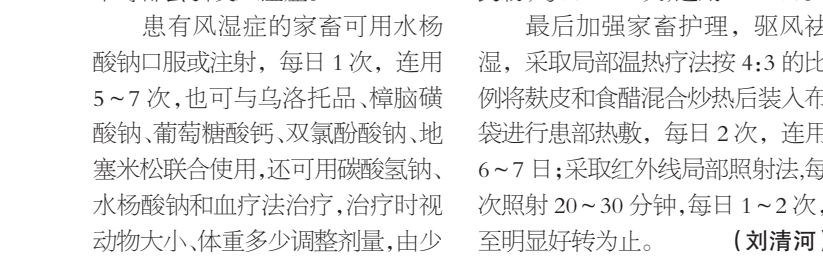 患有风湿症的家畜可用水杨
酸钠口服或注射，每日 1 次，连用
5~7 次,也可与乌洛托品、樟脑磺
酸钠、葡萄糖酸钙、双氯酚酸钠、地
塞米松联合使用,还可用碳酸氢钠、
水杨酸钠和血疗法治疗,治疗时视
动物大小、体重多少调整剂量,由少
最后加强家畜护理，驱风祛
湿，采取局部温热疗法按 4:3 的比
例将麸皮和食醋混合炒热后装入布
袋进行患部热敷，每日 2 次，连用
6~7 日;采取红外线局部照射法,每
次照射 20~30 分钟,每日 1~2 次,
至明显好转为止。 (刘清河)